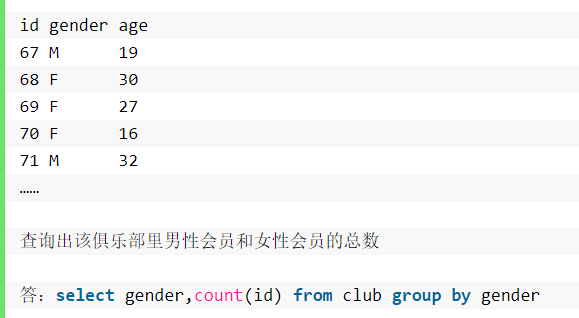 id gender age
67 M      19
68 F      30
69 F      27
70 F      16
71 M      32
……
查询出该俱乐部里男性会员和女性会员的总数
答：select gender,count(id) from club group by gender